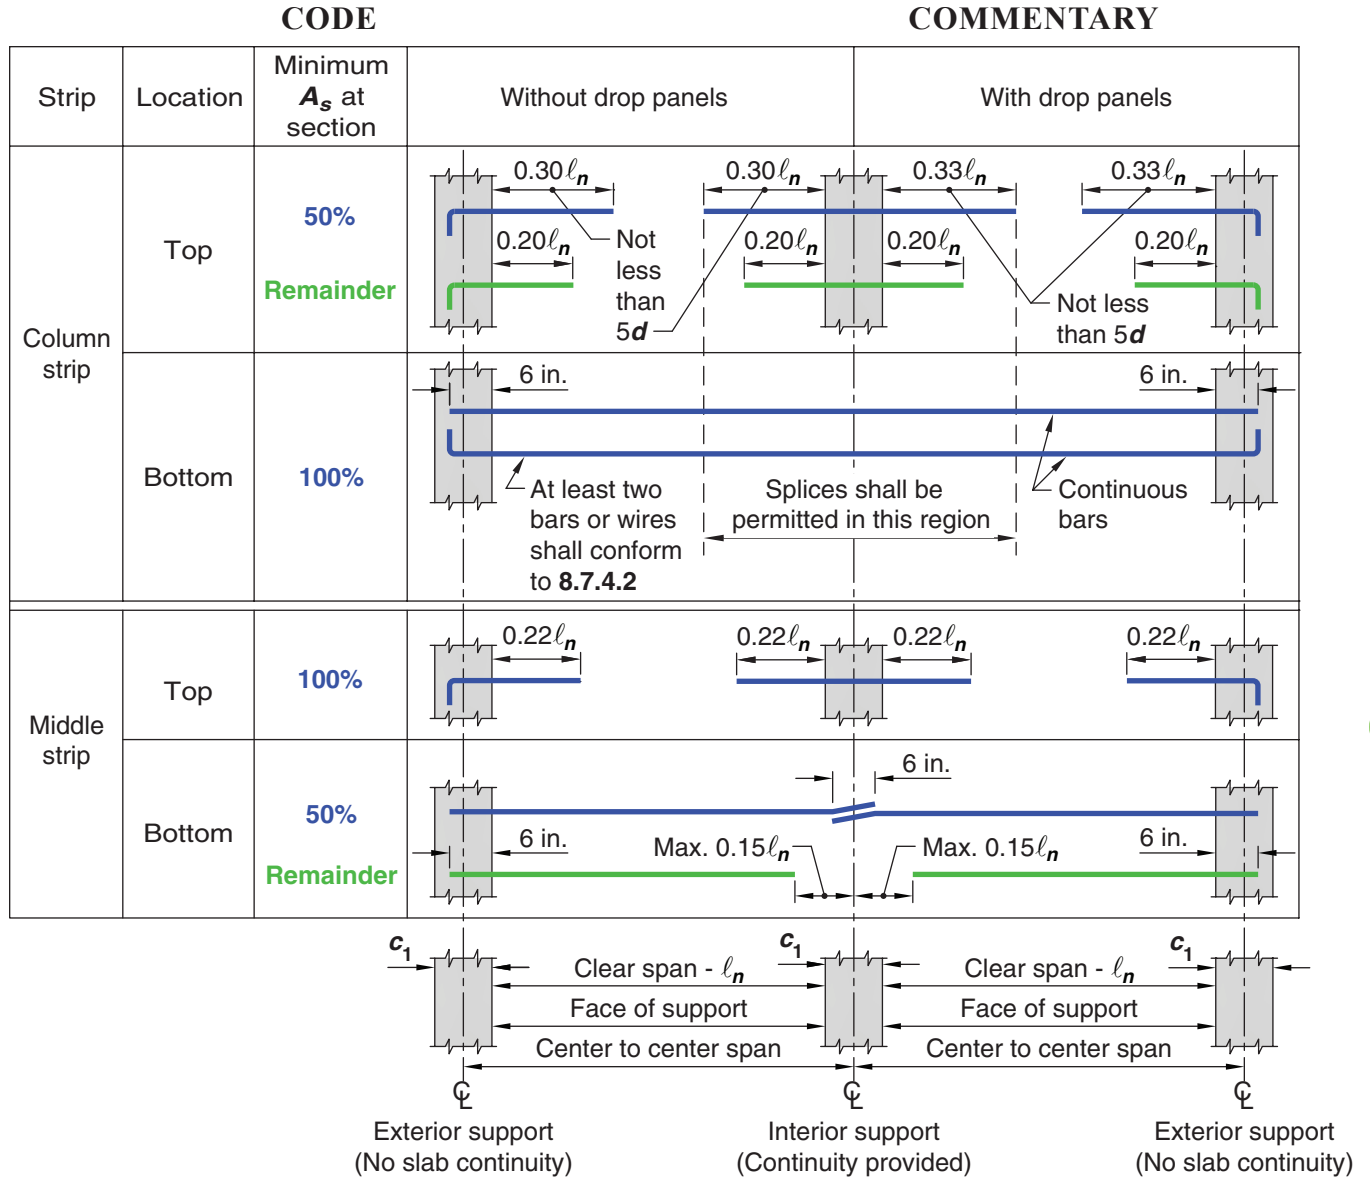 CODE
COMMENTARY
Strip
Location
Minimum
As at
section
Without drop panels
With drop panels
Column
strip
Top
50%
Remainder
0.30ℓn
0.30ℓn
0.33ℓn
0.33ℓn
0.20ℓn
0.20ℓn
0.20ℓn
0.20ℓn
Not
less
than
5d
Not less
than 5d
Bottom
100%
6 in.
6 in.
At least two
bars or wires
shall conform
to 8.7.4.2
Splices shall be
permitted in this region
Continuous
bars
Middle
strip
Top
100%
0.22ℓn
0.22ℓn
0.22ℓn
0.22ℓn
Bottom
50%
Remainder
6 in.
6 in.
Max. 0.15ℓn
Max. 0.15ℓn
6 in.
c1
c1
c1
Clear span - ℓn
Clear span - ℓn
Face of support
Face of support
Center to center span
Center to center span
℄
℄
℄
Exterior support
(No slab continuity)
Interior support
(Continuity provided)
Exterior support
(No slab continuity)